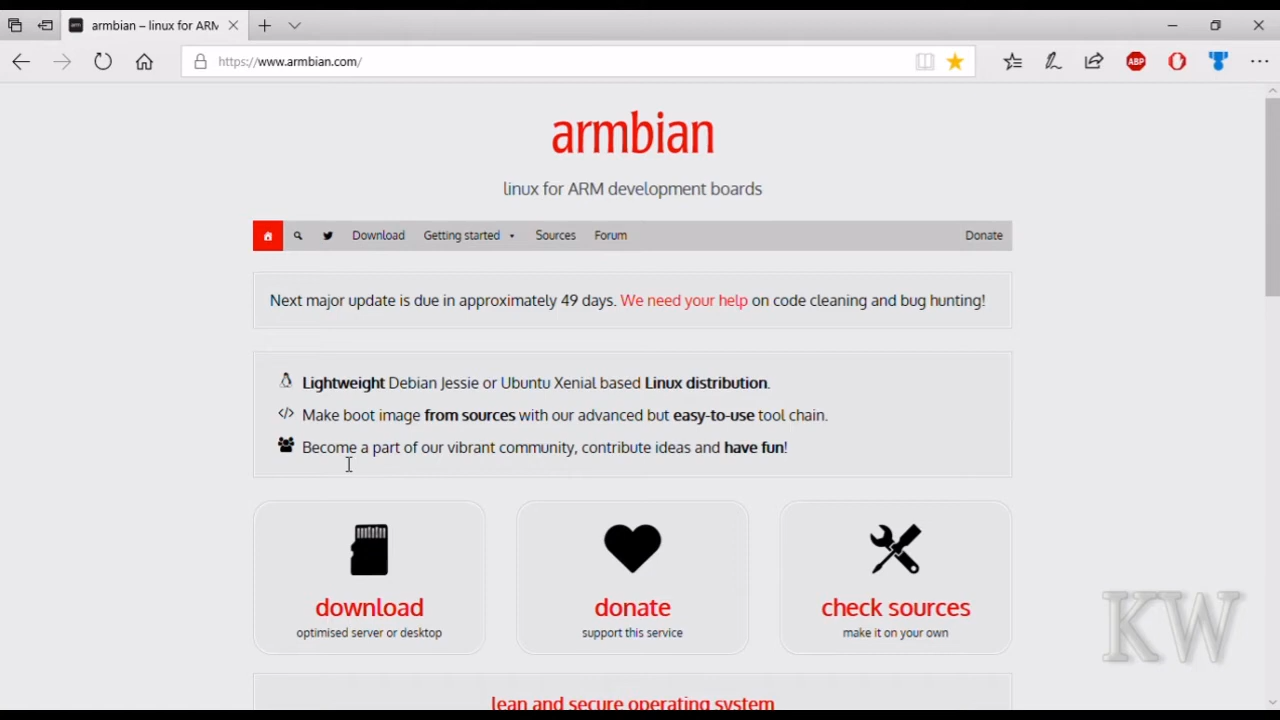 armbian – linux for ARM
https://www.armbian.com/
ABP
armbian
linux for ARM development boards
Download Getting started Sources Forum Donate
Next major update is due in approximately 49 days. We need your help on code cleaning and bug hunting!
Lightweight Debian Jessie or Ubuntu Xenial based Linux distribution.
Make boot image from sources with our advanced but easy-to-use tool chain.
Become a part of our vibrant community, contribute ideas and have fun!
download donate check sources
optimised server or desktop support this service make it on your own
KW
lean and secure operating system